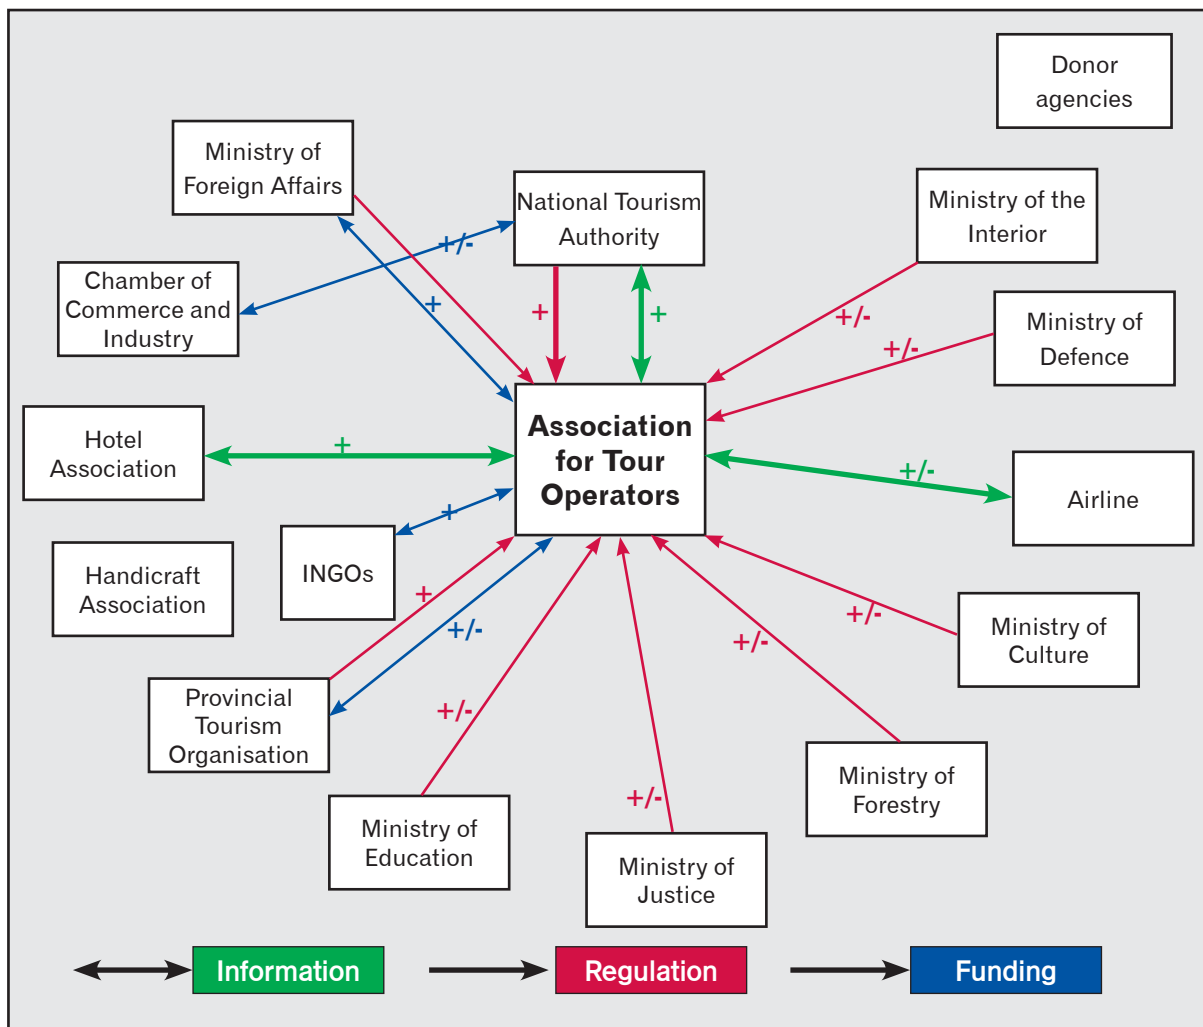 Donor
agencies
Ministry of
Foreign Affairs
National Tourism
Authority
Ministry of the
Interior
+/-
Chamber of
Commerce and
Industry
+
+
+
+/-
Ministry of
Defence
+/-
Association
for Tour
Operators
Hotel
Association
+
+/-
Airline
+
INGOs
Handicraft
Association
+
+/-
+/-
+/-
Ministry of
Culture
Provincial
Tourism
Organisation
+/-
Ministry of
Forestry
+/-
Ministry of
Education
Ministry of
Justice
Information
Regulation
Funding